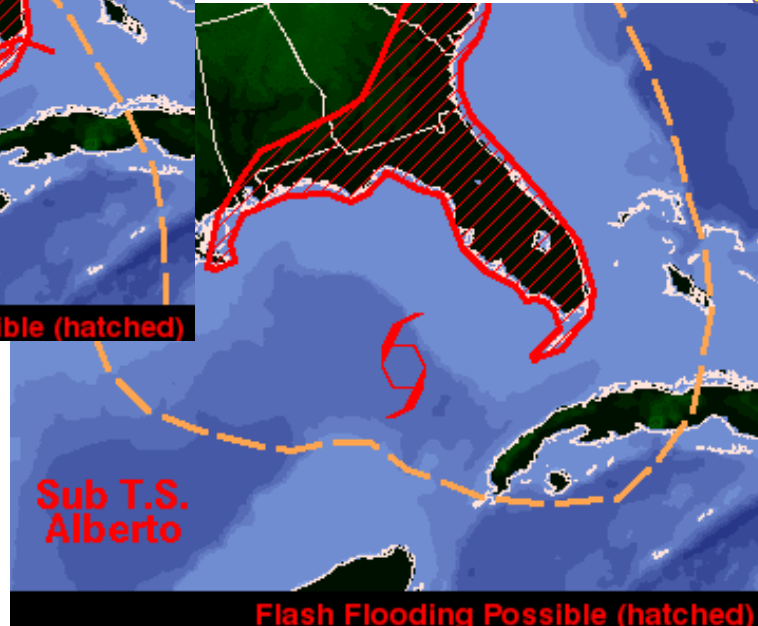 ible (hatched)
Sub T.S.
Alberto
Flash Flooding Possible (hatched)